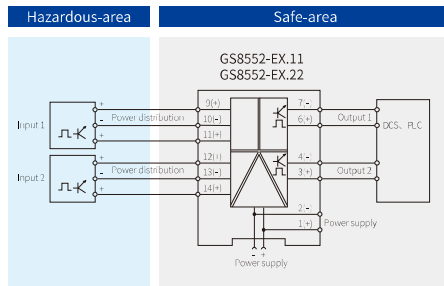 Hazardous-area
Safe-area
GS8552-EX.11
GS8552-EX.22
Input 1
+
-
+
Power distribution
9(+)
10(-)
11(+)
7(-)
6(+)
Output 1
DCS、PLC
Input 2
+
-
+
Power distribution
12(+)
13(-)
14(+)
4(-)
3(+)
Output 2
2(-)
1(+)
Power supply
- +
Power supply